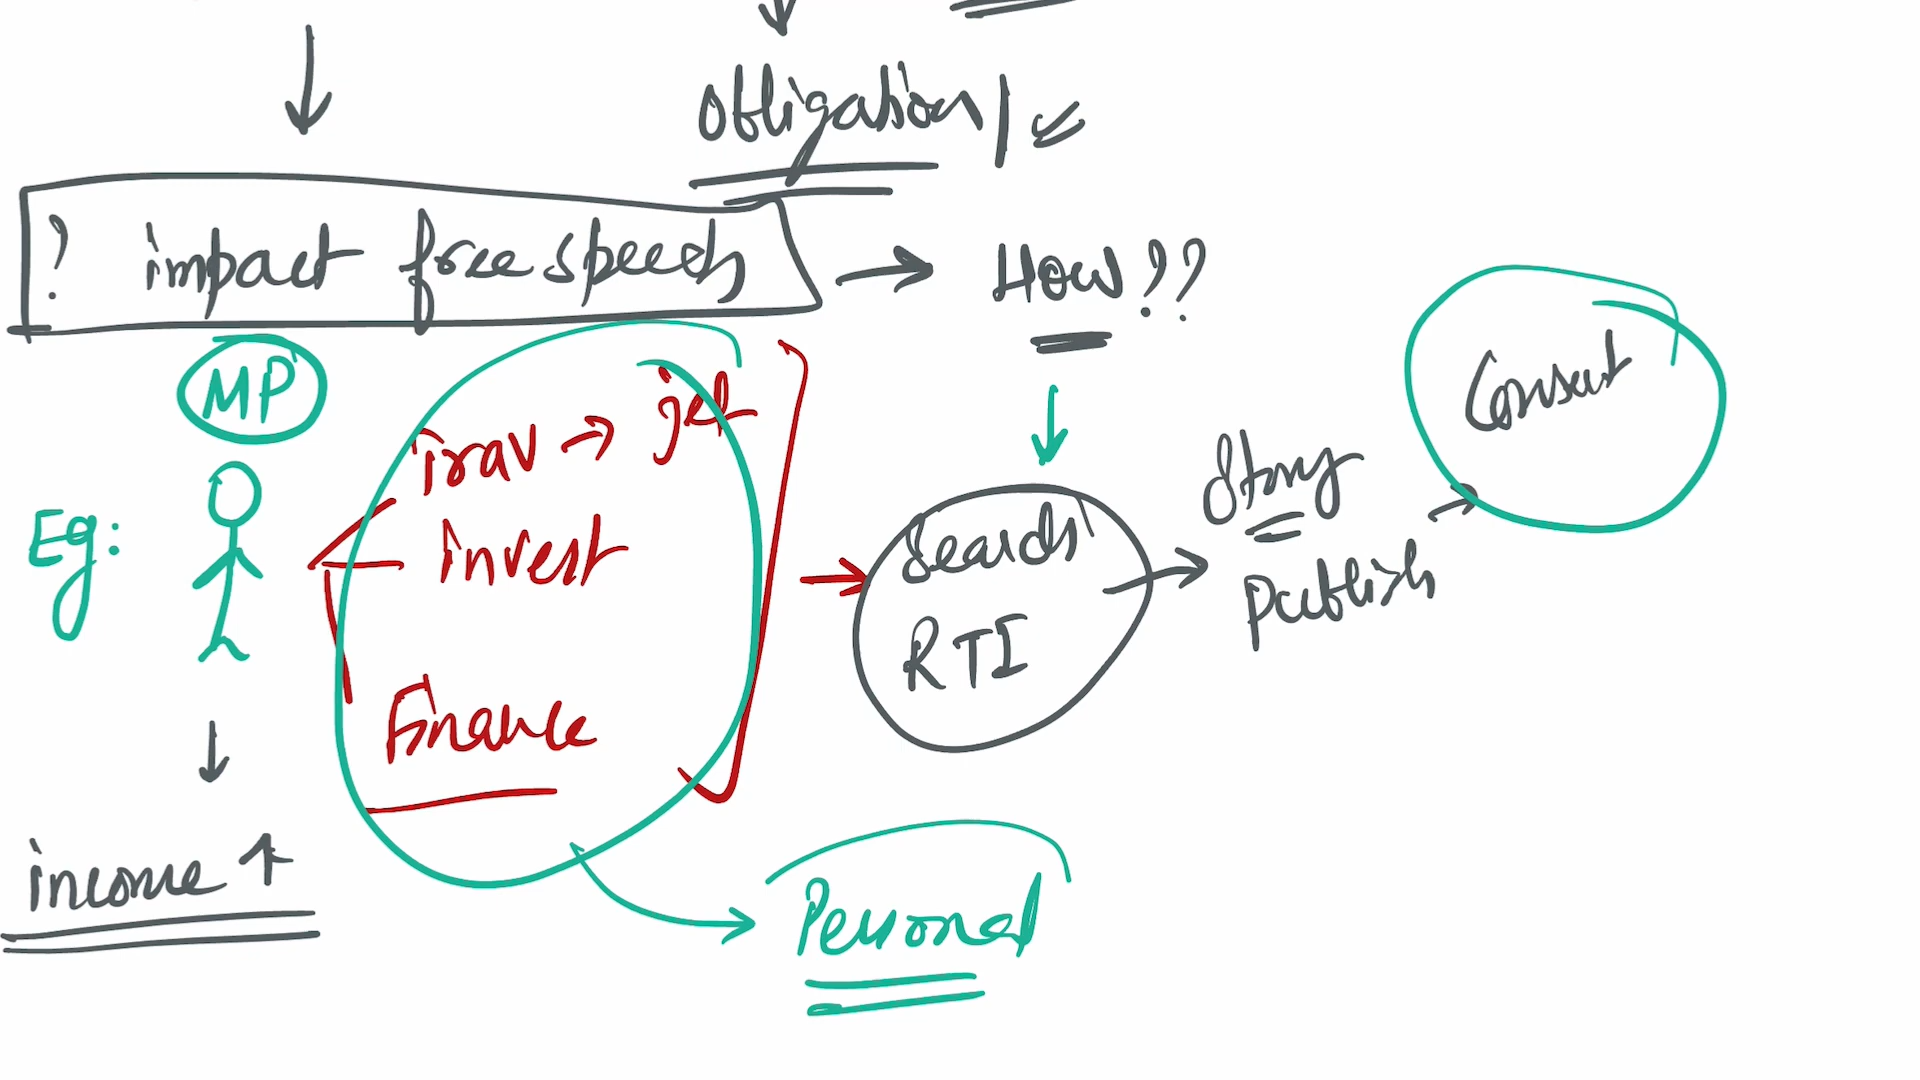 Obligation /
? impact free speech → How ??
MP
Trav → jet
invest
Finance
Eg:
Search
RTI
Story
Publish
Consent
income ↑
Personal